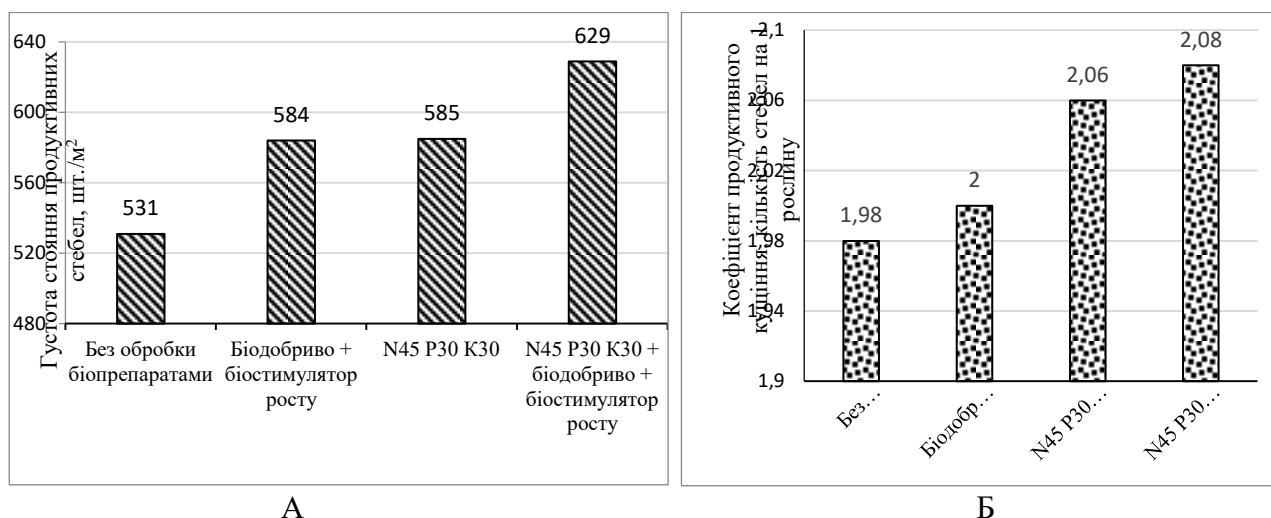 Густота стояння продуктивних
стебел, шт./м²
640
600
560
520
480
531
584
585
629
Без обробки
біопрепаратами
Біодобриво +
біостимулятор
росту
N45 P30 K30
N45 P30 K30 +
біодобриво +
біостимулятор
росту
А
Коефіцієнт продуктивного
кущіння, кількість стебел на 1
рослину
2,1
2,06
2,02
1,98
1,94
1,9
1,98
2
2,06
2,08
Без…
Біодобр…
N45 P30…
N45 P30…
Б